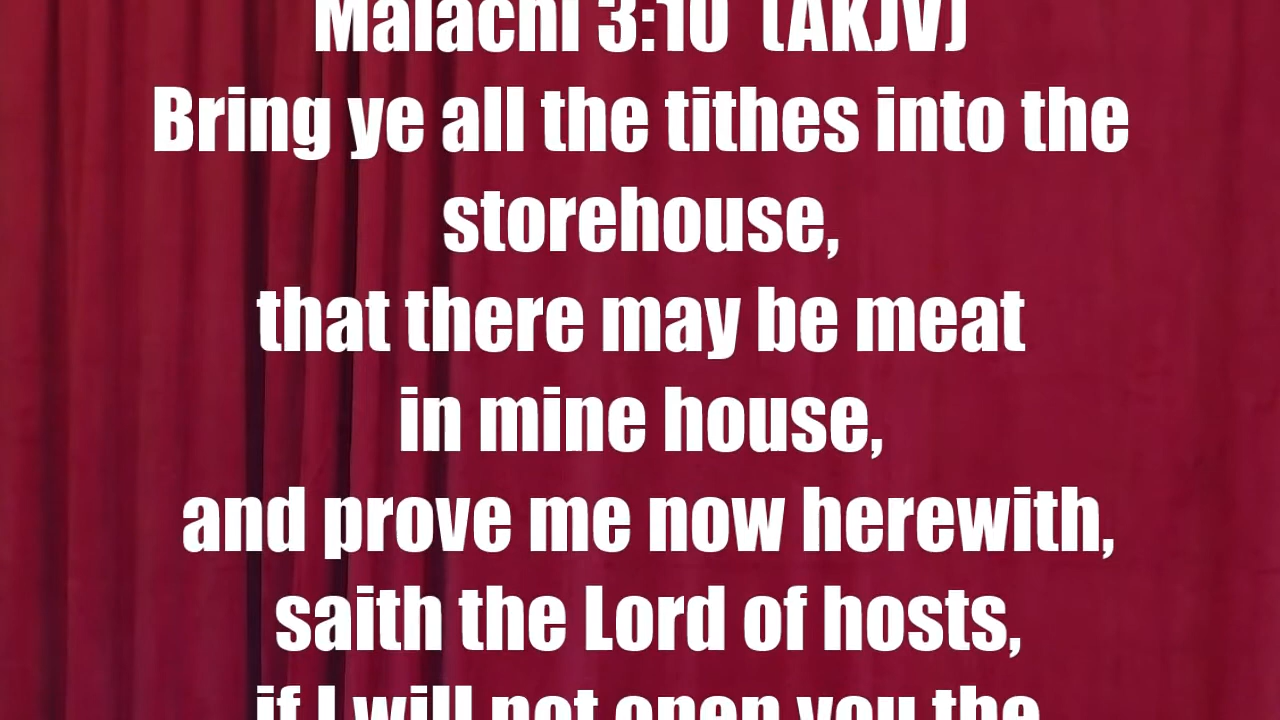 Malachi 3:10 (AKJV)
Bring ye all the tithes into the
storehouse,
that there may be meat
in mine house,
and prove me now herewith,
saith the Lord of hosts,
if I will not open you the